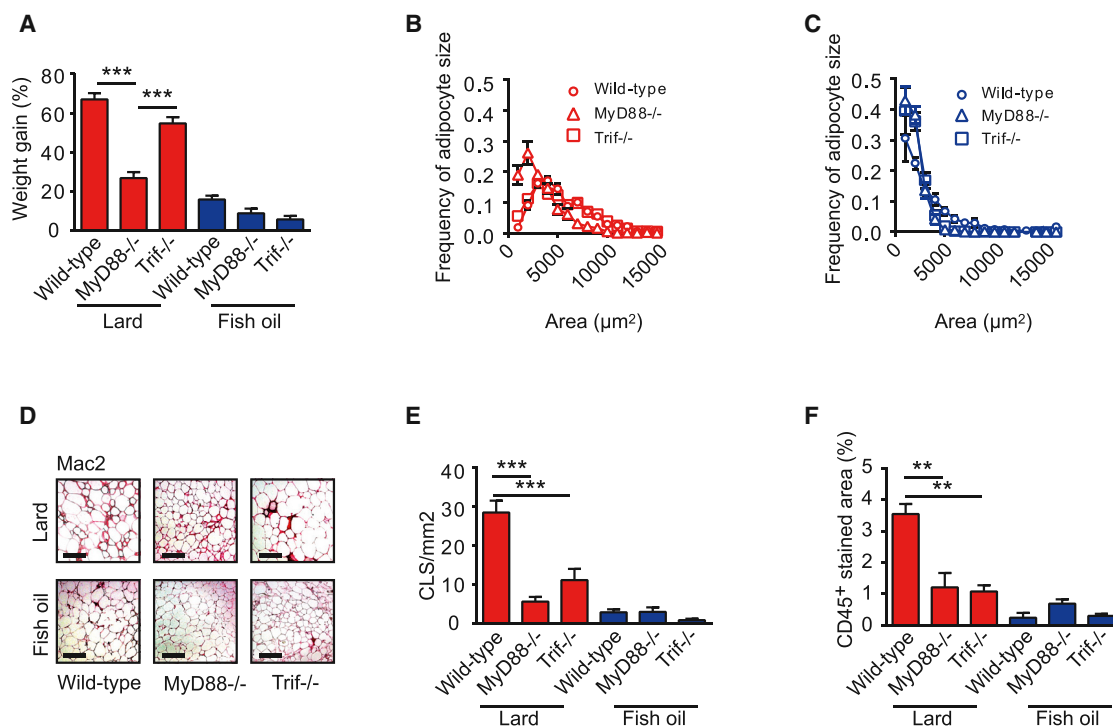 A
Weight gain (%)
80
60
40
20
0
***
***
Wild-type
MyD88-/-
Trif-/-
Wild-type
MyD88-/-
Trif-/-
Lard
Fish oil
B
Frequency of adipocyte size
0.5
0.4
0.3
0.2
0.1
0.0
Wild-type
MyD88-/-
Trif-/-
0
5000
10000
15000
Area (µm²)
C
Frequency of adipocyte size
0.5
0.4
0.3
0.2
0.1
0.0
Wild-type
MyD88-/-
Trif-/-
0
5000
10000
15000
Area (µm²)
D
Mac2
Lard
Fish oil
Wild-type
MyD88-/-
Trif-/-
E
CLS/mm2
40
30
20
10
0
***
***
Wild-type
MyD88-/-
Trif-/-
Wild-type
MyD88-/-
Trif-/-
Lard
Fish oil
F
CD45⁺ stained area (%)
5
4
3
2
1
0
**
**
Wild-type
MyD88-/-
Trif-/-
Wild-type
MyD88-/-
Trif-/-
Lard
Fish oil